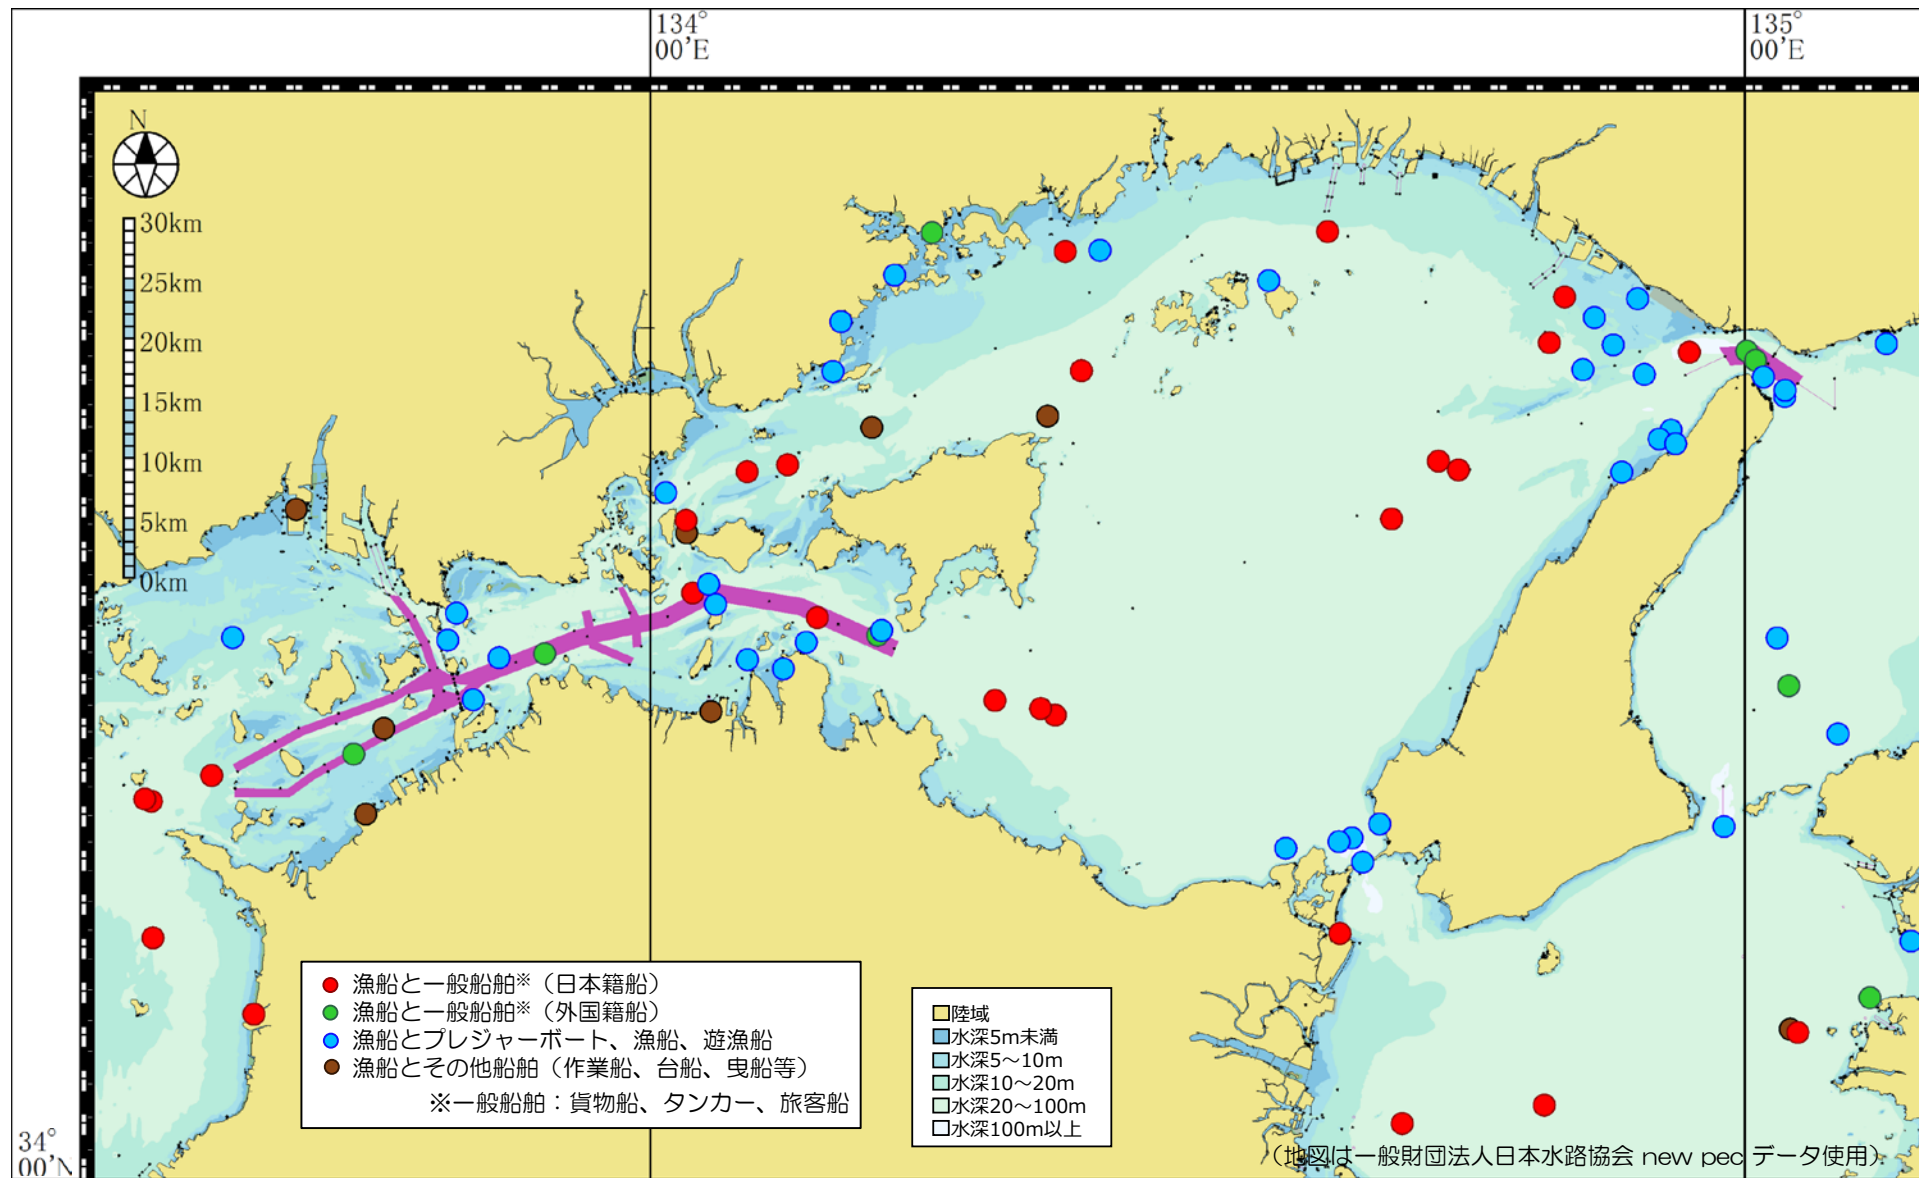 134°
00'E
135°
00'E
N
30km
25km
20km
15km
10km
5km
0km
漁船と一般船舶※（日本籍船）
漁船と一般船舶※（外国籍船）
漁船とプレジャーボート、漁船、遊漁船
漁船とその他船舶（作業船、台船、曳船等）
※一般船舶：貨物船、タンカー、旅客船
陸域
水深5m未満
水深5～10m
水深10～20m
水深20～100m
水深100m以上
34°
00'N
（地図は一般財団法人日本水路協会 new pec データ使用）